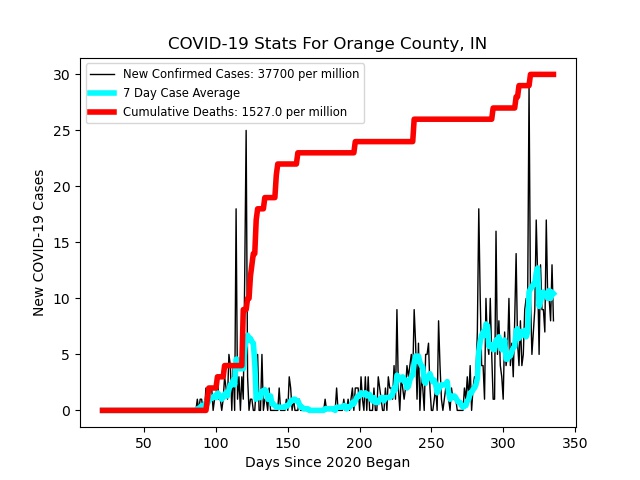 COVID-19 Stats For Orange County, IN
New Confirmed Cases: 37700 per million
7 Day Case Average
Cumulative Deaths: 1527.0 per million
30
25
20
15
10
5
0
New COVID-19 Cases
50 100 150 200 250 300 350
Days Since 2020 Began